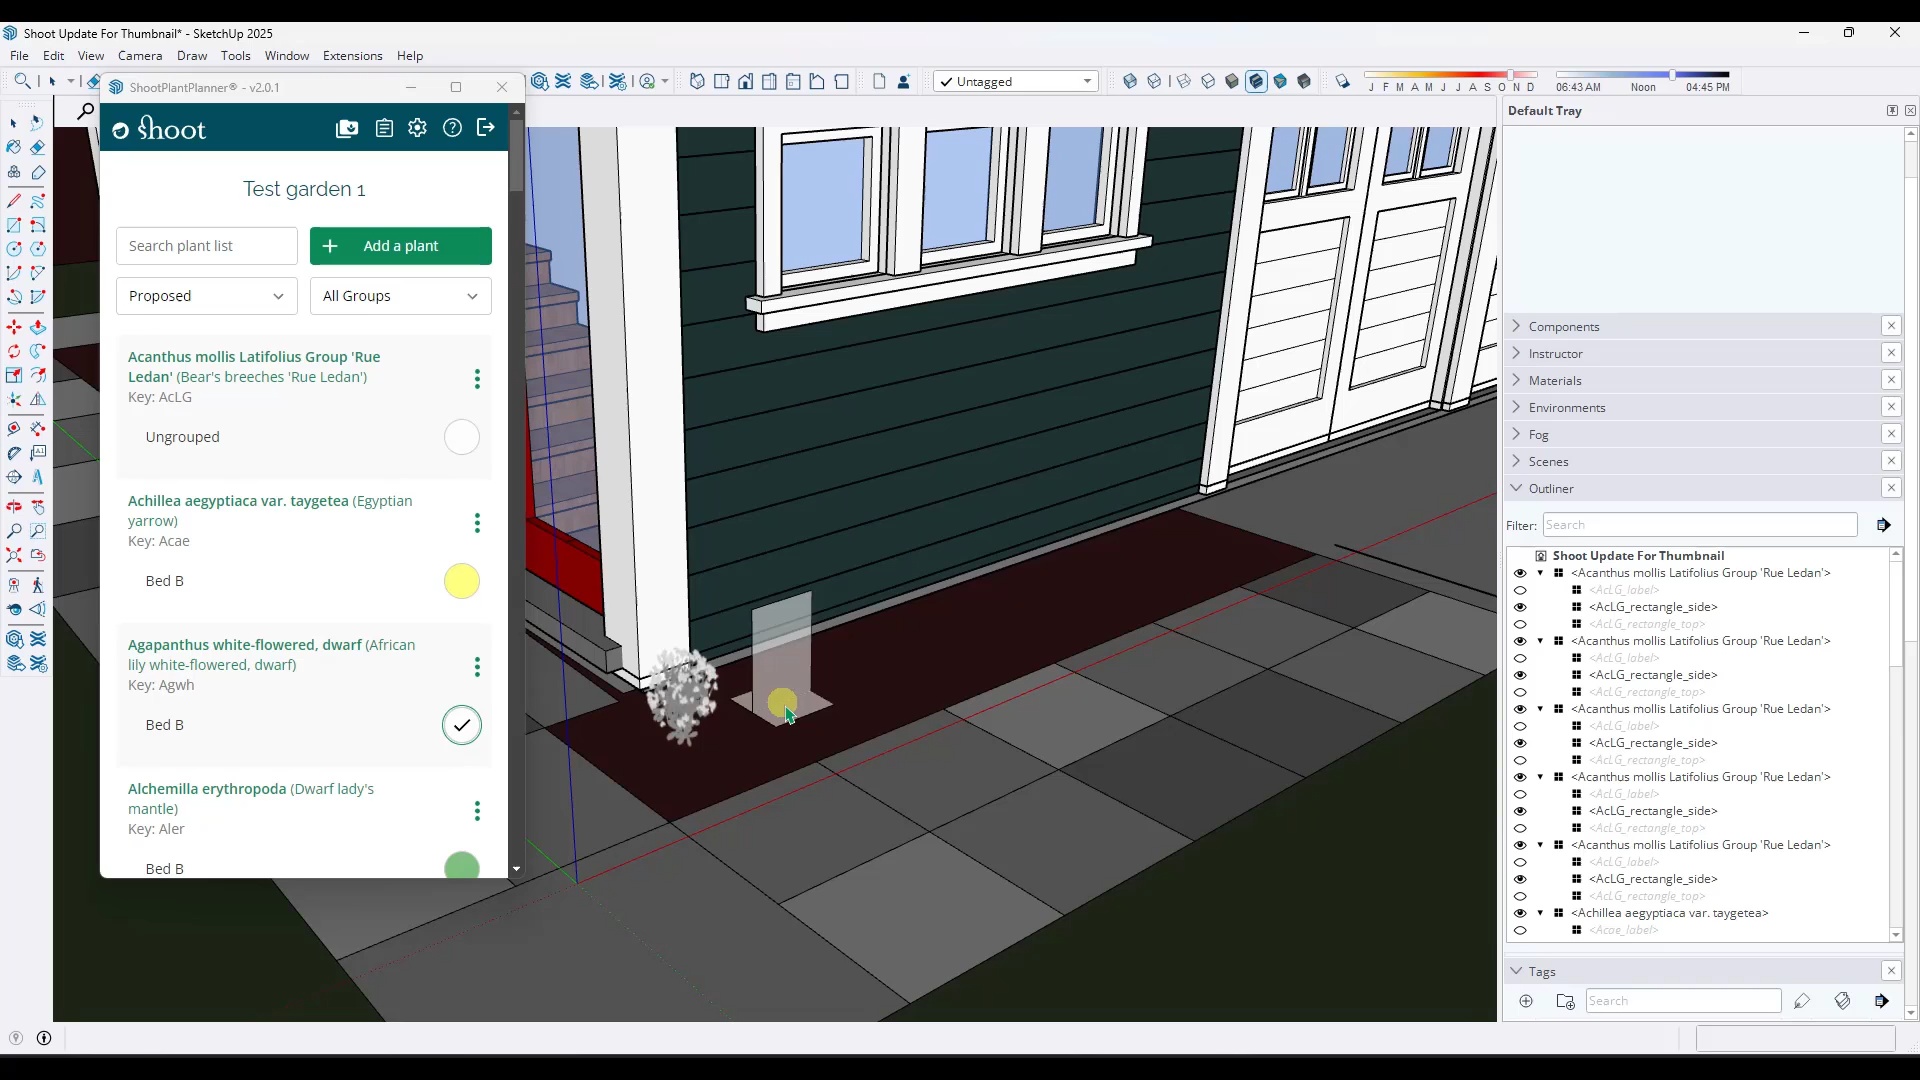 Shoot Update For Thumbnail* - SketchUp 2025
File Edit View Camera Draw Tools Window Extensions Help
ShootPlantPlanner® - v2.0.1
Untagged
J F M A M J J A S O N D
06:43 AM Noon 04:45 PM
shoot
Test garden 1
Search plant list
Add a plant
Proposed
All Groups
Acanthus mollis Latifolius Group 'Rue
Ledan' (Bear's breeches 'Rue Ledan')
Key: AcLG
Ungrouped
Achillea aegyptiaca var. taygetea (Egyptian
yarrow)
Key: Acae
Bed B
Agapanthus white-flowered, dwarf (African
lily white-flowered, dwarf)
Key: Agwh
Bed B
Alchemilla erythropoda (Dwarf lady's
mantle)
Key: Aler
Bed B
Default Tray
Components
Instructor
Materials
Environments
Fog
Scenes
Outliner
Filter: Search
Shoot Update For Thumbnail
<Acanthus mollis Latifolius Group 'Rue Ledan'>
<AcLG_label>
<AcLG_rectangle_side>
<AcLG_rectangle_top>
<Acanthus mollis Latifolius Group 'Rue Ledan'>
<AcLG_label>
<AcLG_rectangle_side>
<AcLG_rectangle_top>
<Acanthus mollis Latifolius Group 'Rue Ledan'>
<AcLG_label>
<AcLG_rectangle_side>
<AcLG_rectangle_top>
<Acanthus mollis Latifolius Group 'Rue Ledan'>
<AcLG_label>
<AcLG_rectangle_side>
<AcLG_rectangle_top>
<Acanthus mollis Latifolius Group 'Rue Ledan'>
<AcLG_label>
<AcLG_rectangle_side>
<AcLG_rectangle_top>
<Achillea aegyptiaca var. taygetea>
<Acae_label>
Tags
Search